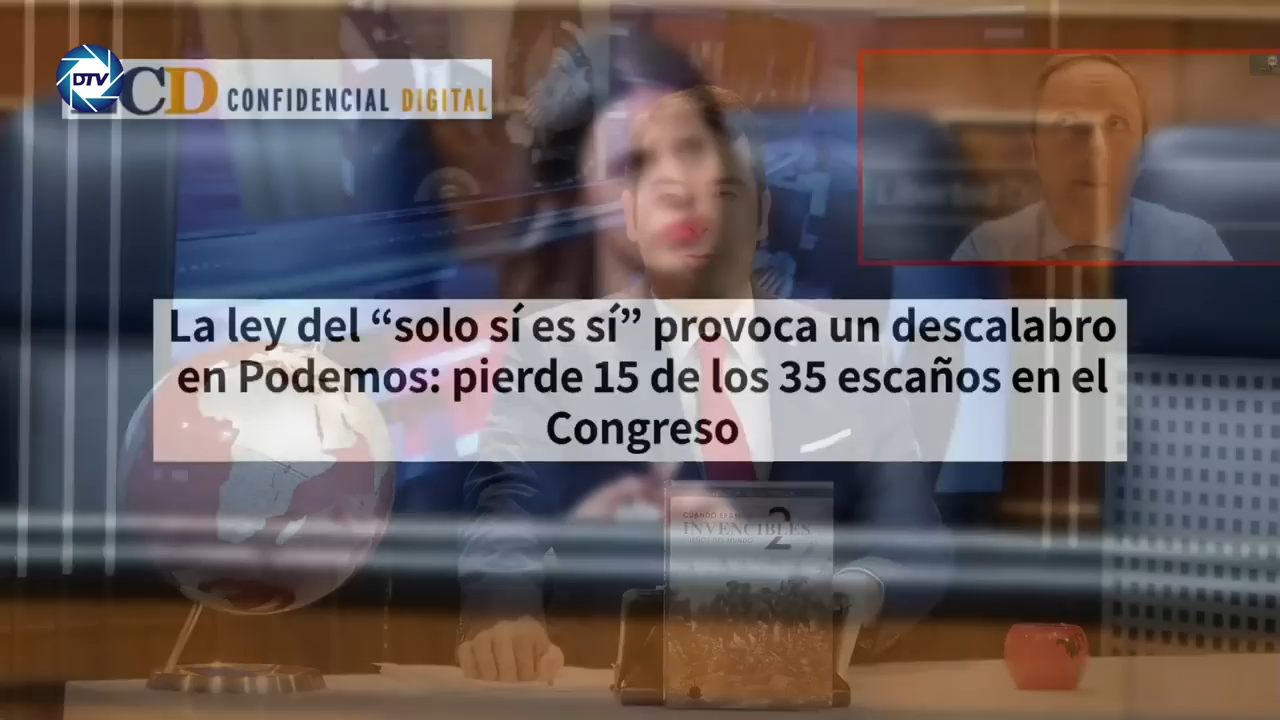 DTV
CD CONFIDENCIAL DIGITAL
La ley del “solo sí es sí” provoca un descalabro
en Podemos: pierde 15 de los 35 escaños en el
Congreso
2
INVENCIBLES